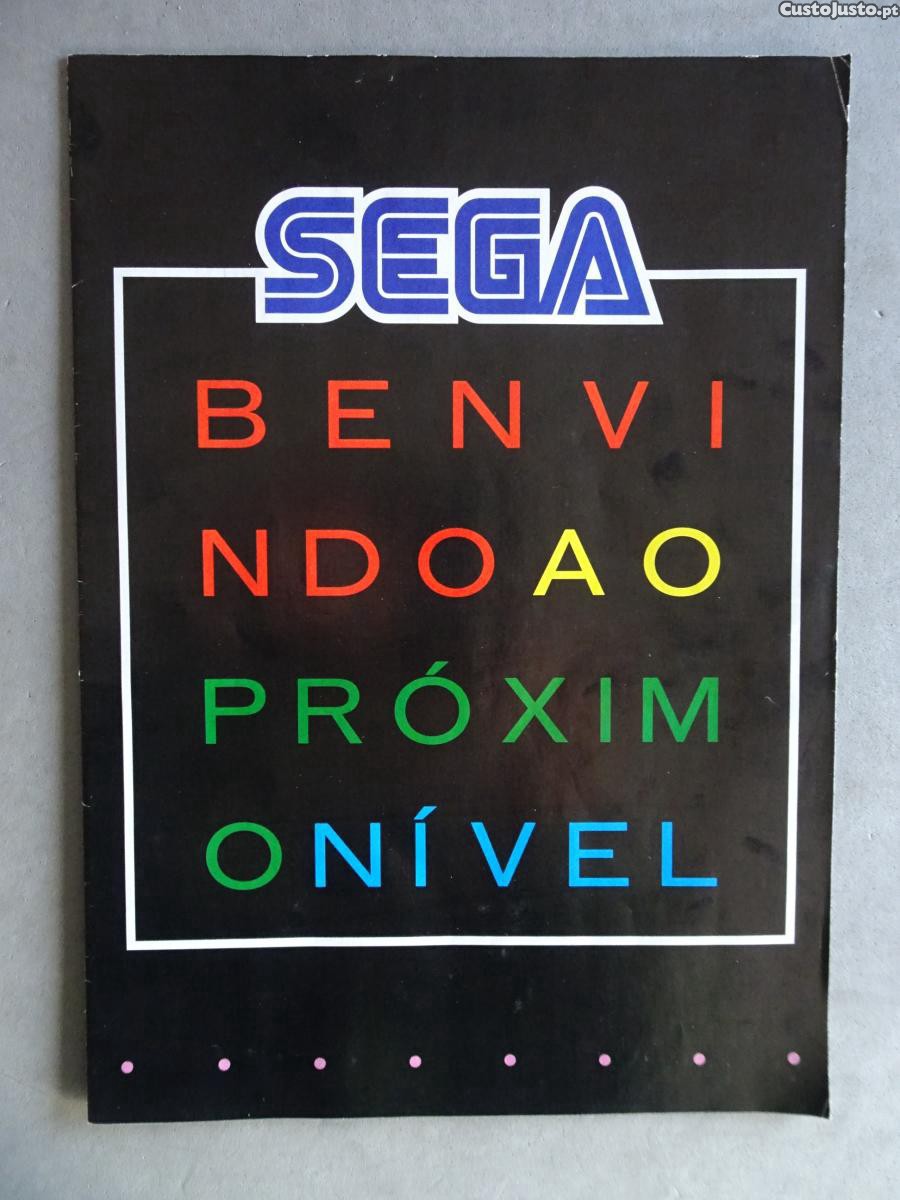 CustoJusto.pt
SEGA
BENVI
NDOAO
PRÓXIM
ONÍVEL